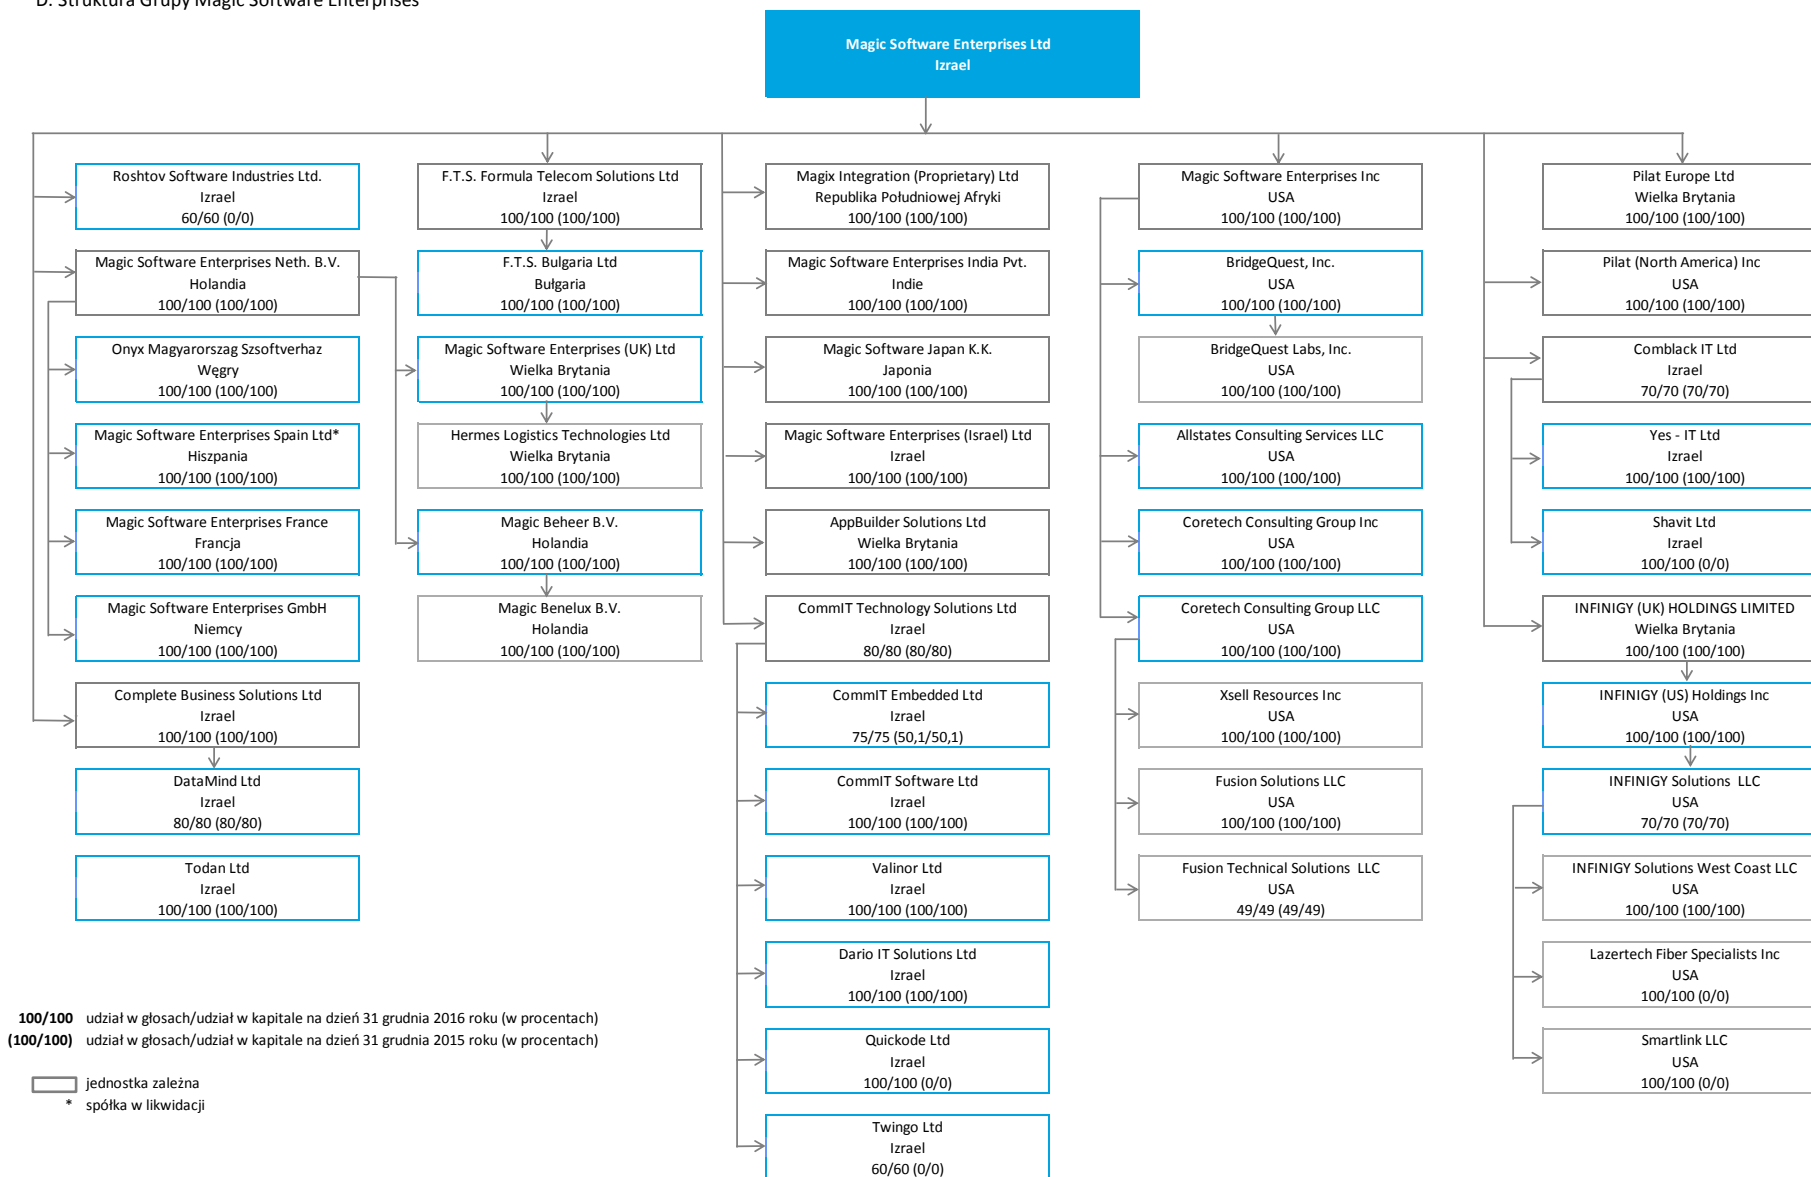 D. Struktura Grupy Magic Software Enterprises
Magic Software Enterprises Ltd
Izrael
Roshtov Software Industries Ltd.
Izrael
60/60 (0/0)
Magic Software Enterprises Neth. B.V.
Holandia
100/100 (100/100)
Onyx Magyarorszag Szsoftverhaz
Węgry
100/100 (100/100)
Magic Software Enterprises Spain Ltd*
Hiszpania
100/100 (100/100)
Magic Software Enterprises France
Francja
100/100 (100/100)
Magic Software Enterprises GmbH
Niemcy
100/100 (100/100)
Complete Business Solutions Ltd
Izrael
100/100 (100/100)
DataMind Ltd
Izrael
80/80 (80/80)
Todan Ltd
Izrael
100/100 (100/100)
F.T.S. Formula Telecom Solutions Ltd
Izrael
100/100 (100/100)
F.T.S. Bulgaria Ltd
Bułgaria
100/100 (100/100)
Magic Software Enterprises (UK) Ltd
Wielka Brytania
100/100 (100/100)
Hermes Logistics Technologies Ltd
Wielka Brytania
100/100 (100/100)
Magic Beheer B.V.
Holandia
100/100 (100/100)
Magic Benelux B.V.
Holandia
100/100 (100/100)
Magix Integration (Proprietary) Ltd
Republika Południowej Afryki
100/100 (100/100)
Magic Software Enterprises India Pvt.
Indie
100/100 (100/100)
Magic Software Japan K.K.
Japonia
100/100 (100/100)
Magic Software Enterprises (Israel) Ltd
Izrael
100/100 (100/100)
AppBuilder Solutions Ltd
Wielka Brytania
100/100 (100/100)
CommIT Technology Solutions Ltd
Izrael
80/80 (80/80)
CommIT Embedded Ltd
Izrael
75/75 (50,1/50,1)
CommIT Software Ltd
Izrael
100/100 (100/100)
Valinor Ltd
Izrael
100/100 (100/100)
Dario IT Solutions Ltd
Izrael
100/100 (100/100)
Quickode Ltd
Izrael
100/100 (0/0)
Twingo Ltd
Izrael
60/60 (0/0)
Magic Software Enterprises Inc
USA
100/100 (100/100)
BridgeQuest, Inc.
USA
100/100 (100/100)
BridgeQuest Labs, Inc.
USA
100/100 (100/100)
Allstates Consulting Services LLC
USA
100/100 (100/100)
Coretech Consulting Group Inc
USA
100/100 (100/100)
Coretech Consulting Group LLC
USA
100/100 (100/100)
Xsell Resources Inc
USA
100/100 (100/100)
Fusion Solutions LLC
USA
100/100 (100/100)
Fusion Technical Solutions LLC
USA
49/49 (49/49)
Pilat Europe Ltd
Wielka Brytania
100/100 (100/100)
Pilat (North America) Inc
USA
100/100 (100/100)
Comblack IT Ltd
Izrael
70/70 (70/70)
Yes - IT Ltd
Izrael
100/100 (100/100)
Shavit Ltd
Izrael
100/100 (0/0)
INFINIGY (UK) HOLDINGS LIMITED
Wielka Brytania
100/100 (100/100)
INFINIGY (US) Holdings Inc
USA
100/100 (100/100)
INFINIGY Solutions LLC
USA
70/70 (70/70)
INFINIGY Solutions West Coast LLC
USA
100/100 (100/100)
Lazertech Fiber Specialists Inc
USA
100/100 (0/0)
Smartlink LLC
USA
100/100 (0/0)
100/100 udział w głosach/udział w kapitale na dzień 31 grudnia 2016 roku (w procentach)
(100/100) udział w głosach/udział w kapitale na dzień 31 grudnia 2015 roku (w procentach)
jednostka zależna
* spółka w likwidacji